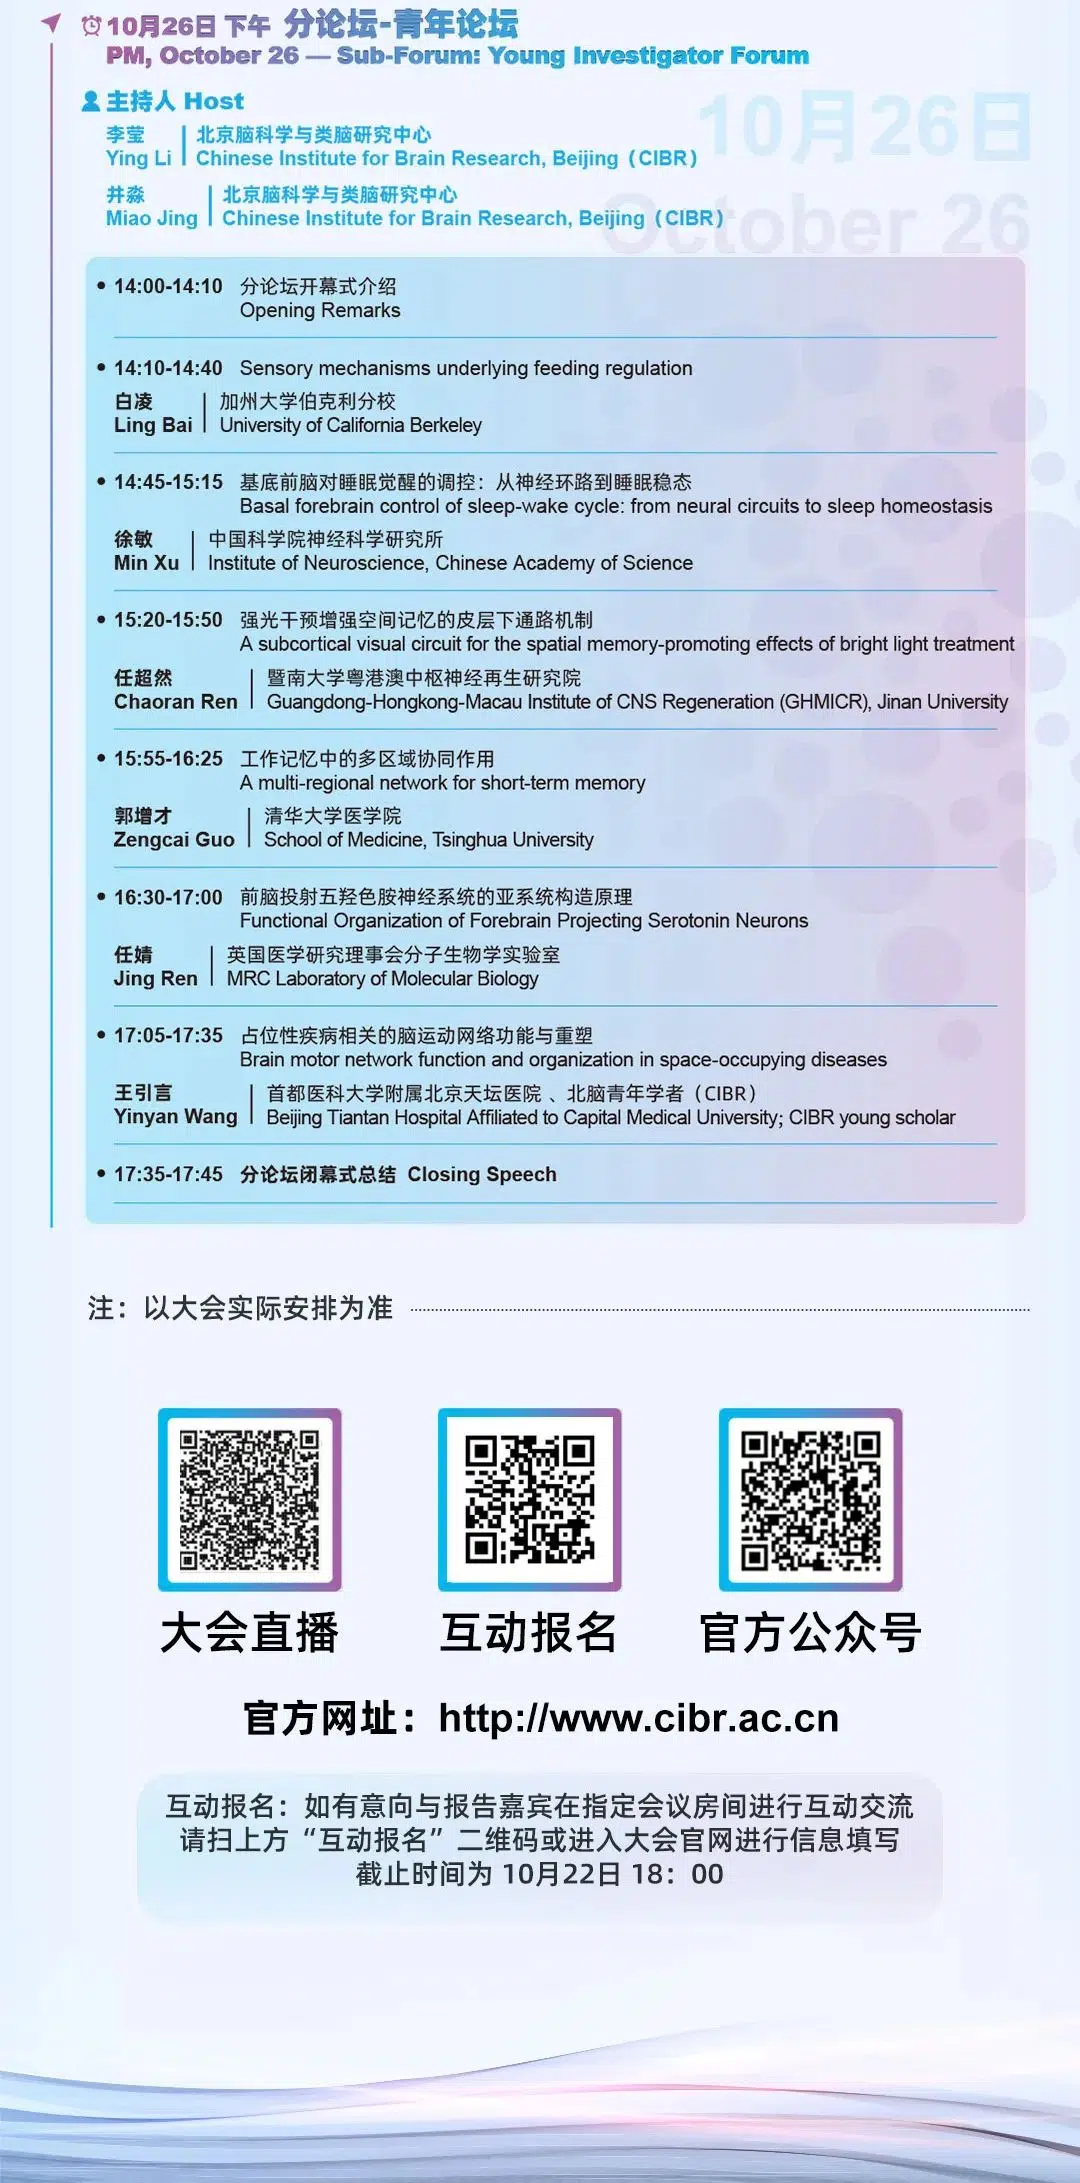 10月26日 下午 分论坛-青年论坛
PM, October 26 — Sub-Forum: Young Investigator Forum
主持人 Host
10月26日
October 26
李莹 北京脑科学与类脑研究中心
Ying Li Chinese Institute for Brain Research, Beijing (CIBR)
井淼 北京脑科学与类脑研究中心
Miao Jing Chinese Institute for Brain Research, Beijing (CIBR)
14:00-14:10 分论坛开幕式介绍
Opening Remarks
14:10-14:40 Sensory mechanisms underlying feeding regulation
白凌 加州大学伯克利分校
Ling Bai University of California Berkeley
14:45-15:15 基底前脑对睡眠觉醒的调控：从神经环路到睡眠稳态
Basal forebrain control of sleep-wake cycle: from neural circuits to sleep homeostasis
徐敏 中国科学院神经科学研究所
Min Xu Institute of Neuroscience, Chinese Academy of Science
15:20-15:50 强光干预增强空间记忆的皮层下通路机制
A subcortical visual circuit for the spatial memory-promoting effects of bright light treatment
任超然 暨南大学粤港澳中枢神经再生研究院
Chaoran Ren Guangdong-Hongkong-Macau Institute of CNS Regeneration (GHMICR), Jinan University
15:55-16:25 工作记忆中的多区域协同作用
A multi-regional network for short-term memory
郭增才 清华大学医学院
Zengcai Guo School of Medicine, Tsinghua University
16:30-17:00 前脑投射五羟色胺神经系统的亚系统构造原理
Functional Organization of Forebrain Projecting Serotonin Neurons
任婧 英国医学研究理事会分子生物学实验室
Jing Ren MRC Laboratory of Molecular Biology
17:05-17:35 占位性疾病相关的脑运动网络功能与重塑
Brain motor network function and organization in space-occupying diseases
王引言 首都医科大学附属北京天坛医院、北脑青年学者（CIBR）
Yinyan Wang Beijing Tiantan Hospital Affiliated to Capital Medical University; CIBR young scholar
17:35-17:45 分论坛闭幕式总结 Closing Speech
注：以大会实际安排为准
大会直播 互动报名 官方公众号
官方网址：http://www.cibr.ac.cn
互动报名：如有意向与报告嘉宾在指定会议房间进行互动交流
请扫上方“互动报名”二维码或进入大会官网进行信息填写
截止时间为 10月22日 18：00